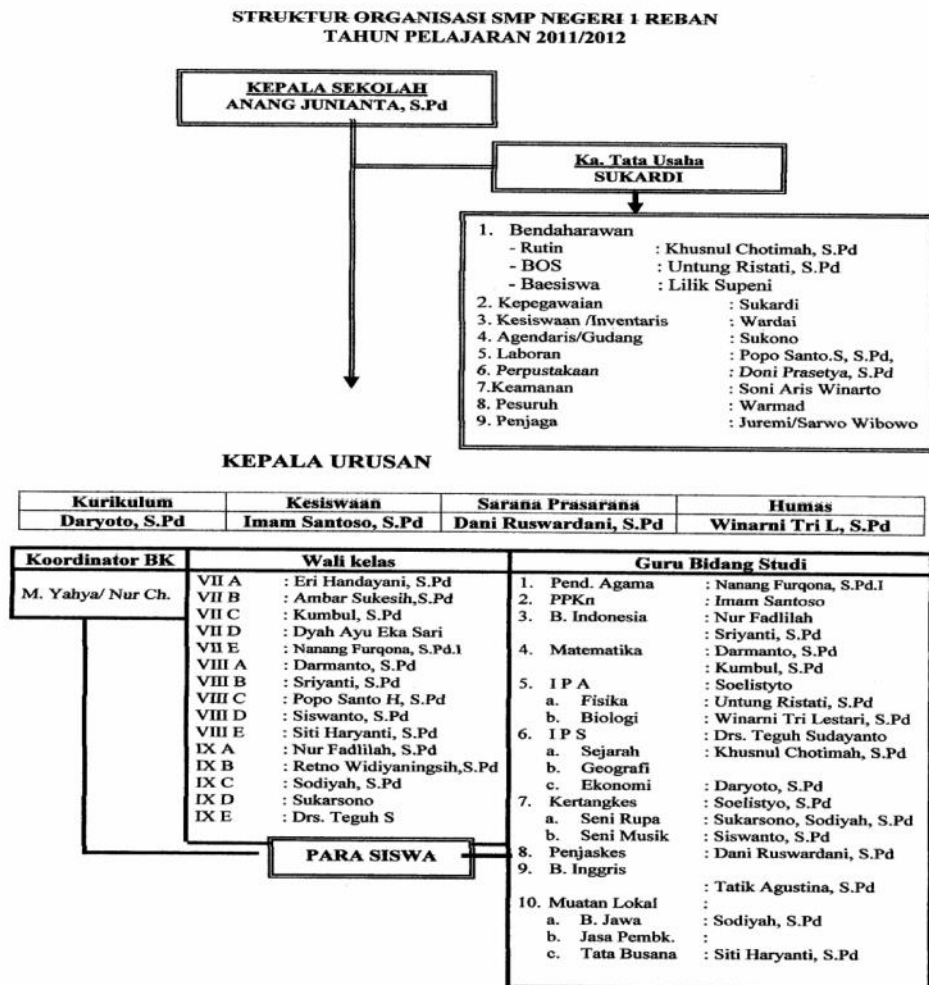 STRUKTUR ORGANISASI SMP NEGERI 1 REBAN
TAHUN PELAJARAN 2011/2012
KEPALA SEKOLAH
ANANG JUNIANTA, S.Pd
Ka. Tata Usaha
SUKARDI
1. Bendaharawan
- Rutin : Khusnul Chotimah, S.Pd
- BOS : Untung Ristati, S.Pd
- Baesiswa : Lilik Supeni
2. Kepegawaian : Sukardi
3. Kesiswaan /Inventaris : Wardai
4. Agendaris/Gudang : Sukono
5. Laboran : Popo Santo.S, S.Pd,
6. Perpustakaan : Doni Prasetya, S.Pd
7.Keamanan : Soni Aris Winarto
8. Pesuruh : Warmad
9. Penjaga : Juremi/Sarwo Wibowo
KEPALA URUSAN
Kurikulum Kesiswaan Sarana Prasarana Humas
Daryoto, S.Pd Imam Santoso, S.Pd Dani Ruswardani, S.Pd Winarni Tri L, S.Pd
Koordinator BK
M. Yahya/ Nur Ch.
Wali kelas
VII A : Eri Handayani, S.Pd
VII B : Ambar Sukesih,S.Pd
VII C : Kumbul, S.Pd
VII D : Dyah Ayu Eka Sari
VII E : Nanang Furqona, S.Pd.I
VIII A : Darmanto, S.Pd
VIII B : Sriyanti, S.Pd
VIII C : Popo Santo H, S.Pd
VIII D : Siswanto, S.Pd
VIII E : Siti Haryanti, S.Pd
IX A : Nur Fadlilah, S.Pd
IX B : Retno Widiyaningsih,S.Pd
IX C : Sodiyah, S.Pd
IX D : Sukarsono
IX E : Drs. Teguh S
Guru Bidang Studi
1. Pend. Agama : Nanang Furqona, S.Pd.I
2. PPKn : Imam Santoso
3. B. Indonesia : Nur Fadlilah
: Sriyanti, S.Pd
4. Matematika : Darmanto, S.Pd
: Kumbul, S.Pd
5. I P A : Soelistyto
a. Fisika : Untung Ristati, S.Pd
b. Biologi : Winarni Tri Lestari, S.Pd
6. I P S : Drs. Teguh Sudayanto
a. Sejarah : Khusnul Chotimah, S.Pd
b. Geografi
c. Ekonomi : Daryoto, S.Pd
7. Kertangkes : Soelistyo, S.Pd
a. Seni Rupa : Sukarsono, Sodiyah, S.Pd
b. Seni Musik : Siswanto, S.Pd
8. Penjaskes : Dani Ruswardani, S.Pd
9. B. Inggris
: Tatik Agustina, S.Pd
10. Muatan Lokal :
a. B. Jawa : Sodiyah, S.Pd
b. Jasa Pembk. :
c. Tata Busana : Siti Haryanti, S.Pd
PARA SISWA